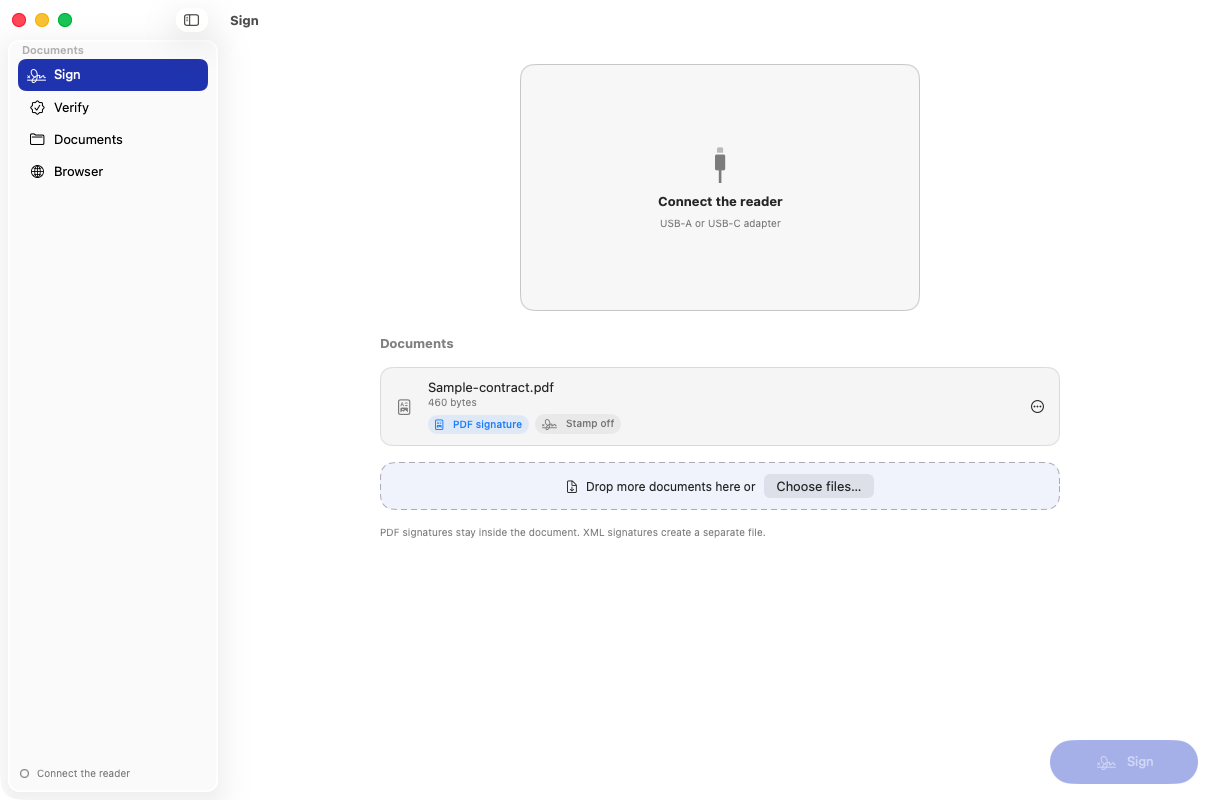 Sign
Documents
Sign
Verify
Documents
Browser
Connect the reader
USB-A or USB-C adapter
Documents
Sample-contract.pdf
460 bytes
PDF signature
Stamp off
Drop more documents here or
Choose files...
PDF signatures stay inside the document. XML signatures create a separate file.
Connect the reader
Sign